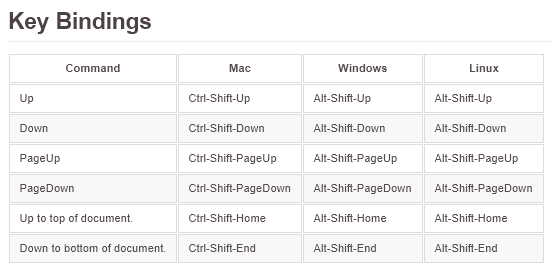 Key Bindings
Command Mac Windows Linux
Up Ctrl-Shift-Up Alt-Shift-Up Alt-Shift-Up
Down Ctrl-Shift-Down Alt-Shift-Down Alt-Shift-Down
PageUp Ctrl-Shift-PageUp Alt-Shift-PageUp Alt-Shift-PageUp
PageDown Ctrl-Shift-PageDown Alt-Shift-PageDown Alt-Shift-PageDown
Up to top of document. Ctrl-Shift-Home Alt-Shift-Home Alt-Shift-Home
Down to bottom of document. Ctrl-Shift-End Alt-Shift-End Alt-Shift-End